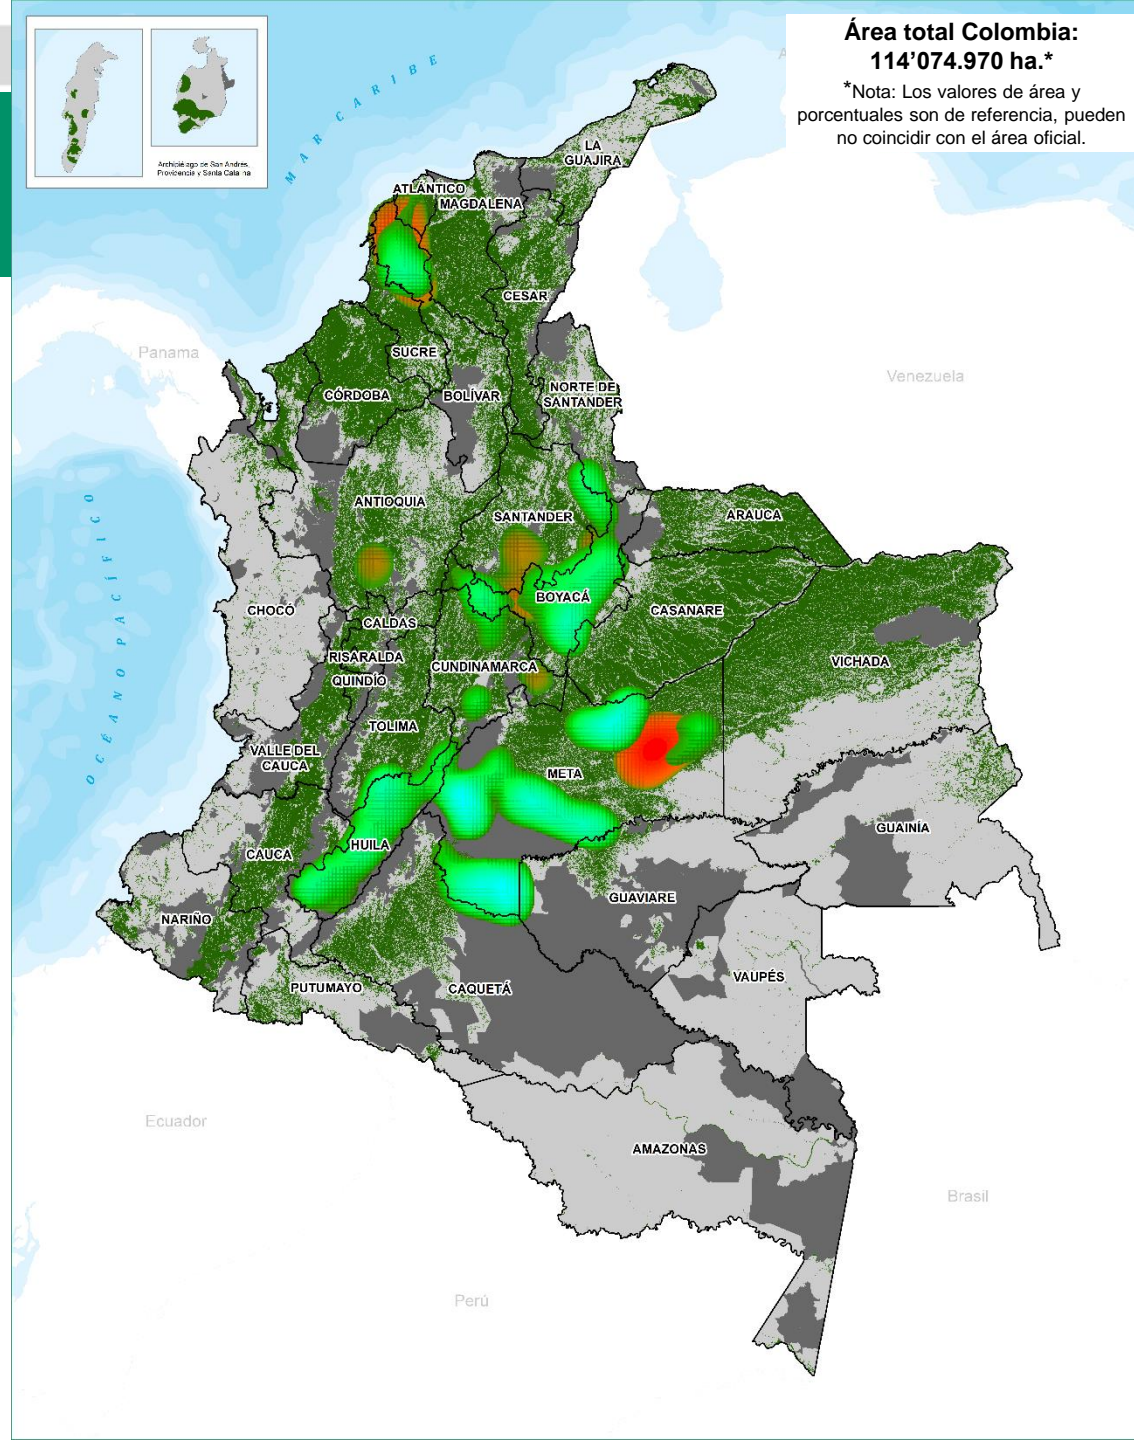 Área total Colombia:
114’074.970 ha.*
*Nota: Los valores de área y
porcentuales son de referencia, pueden
no coincidir con el área oficial.
Archipiélago de San Andrés,
Providencia y Santa Catalina
MAR CARIBE
LA
GUAJIRA
ATLÁNTICO
MAGDALENA
CESAR
Panama
SUCRE
Venezuela
NORTE DE
SANTANDER
CÓRDOBA
BOLÍVAR
ANTIOQUIA
SANTANDER
ARAUCA
OCÉANO PACÍFICO
BOYACÁ
CHOCÓ
CASANARE
CALDAS
RISARALDA
CUNDINAMARCA
VICHADA
QUINDÍO
TOLIMA
VALLE DEL
CAUCA
META
GUAINÍA
HUILA
CAUCA
GUAVIARE
NARIÑO
VAUPÉS
PUTUMAYO
CAQUETÁ
Ecuador
AMAZONAS
Brasil
Perú